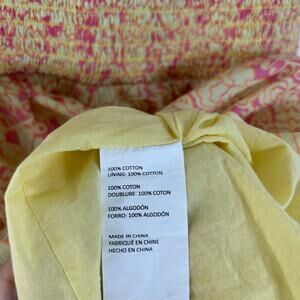 100% COTTON
LINING: 100% COTTON
100% COTON
DOUBLURE: 100% COTON
100% ALGODÓN
FORRO: 100% ALGODÓN
MADE IN CHINA
FABRIQUÉ EN CHINE
HECHO EN CHINA